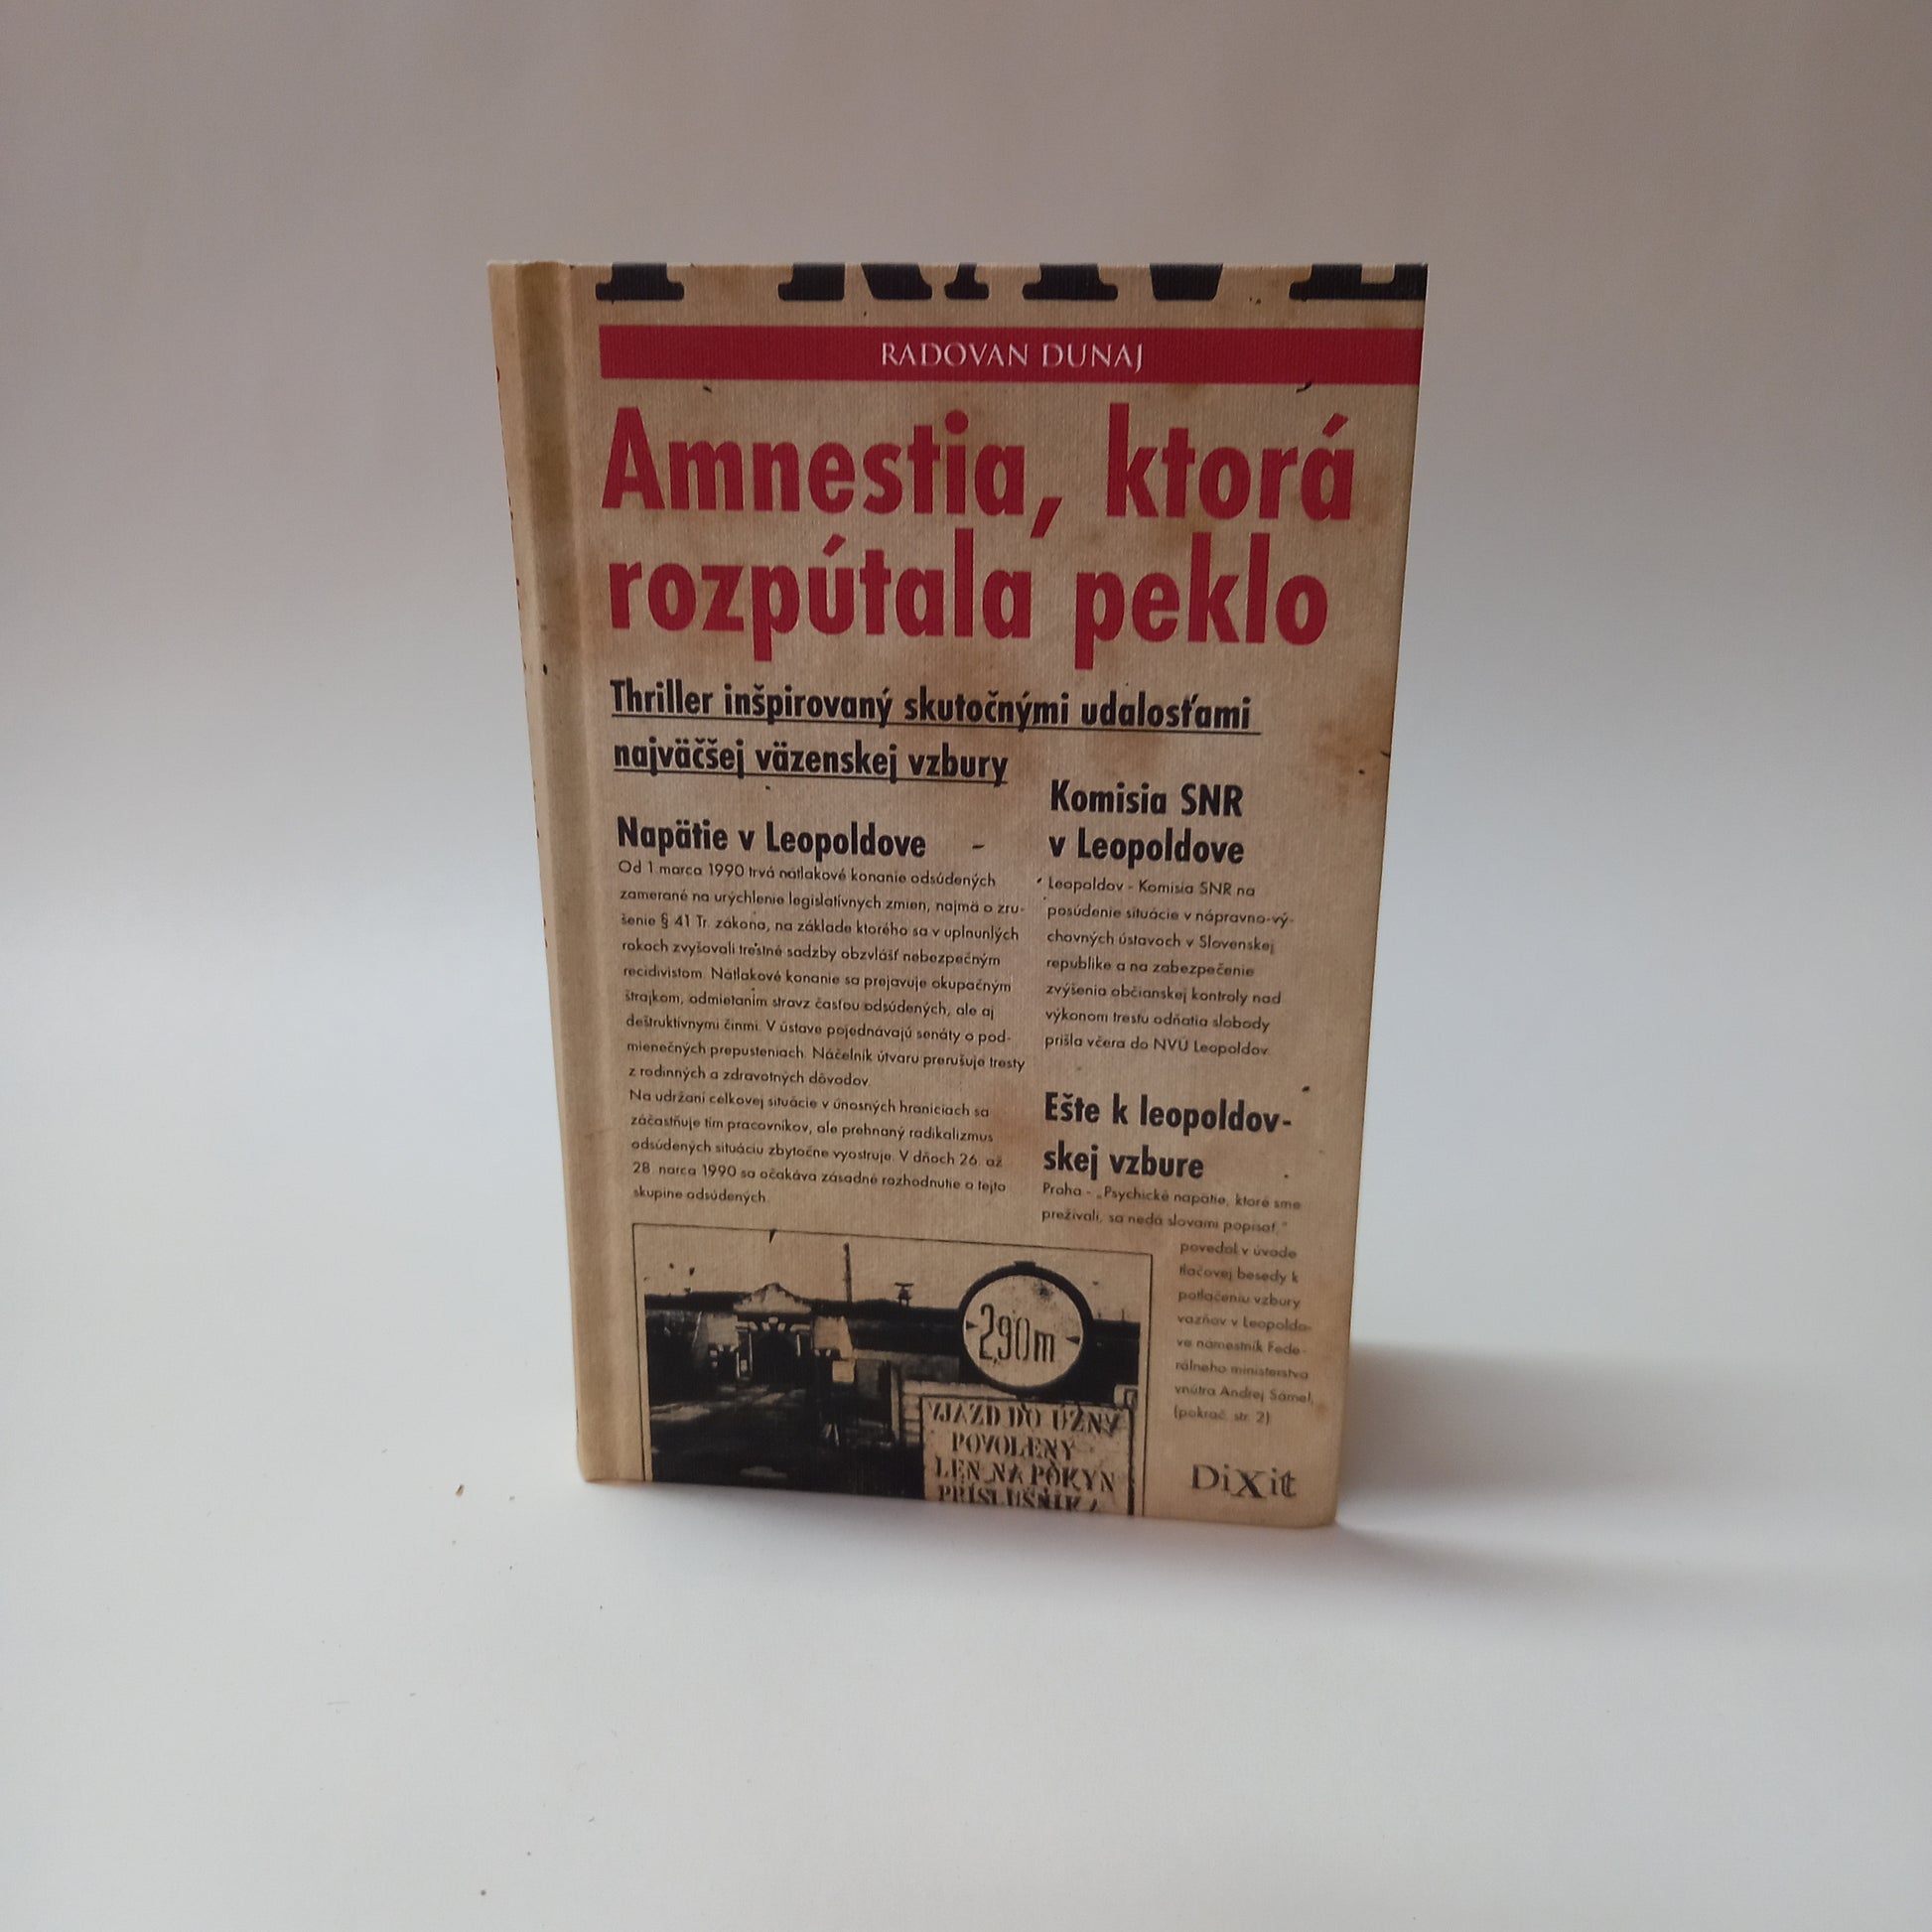 RADOVAN DUNAJ
Amnestia, ktorá
rozpútala peklo
Thriller inšpirovaný skutočnými udalosťami
najväčšej väzenskej vzbury
Napätie v Leopoldove -
Od 1 marca 1990 trvá nátlakové konanie odsúdených
zamerané na urýchlenie legislatívnych zmien, najmä o zru-
šenie § 41 Tr. zákona, na základe ktorého sa v uplnunlých
rokoch zvyšovali trestné sadzby obzvlášť nebezpečným
recidivistom. Nátlakové konanie sa prejavuje okupačným
štrajkom, odmietaním stravz časťou odsúdených, ale aj
deštruktívnymi činmi. V ústave pojednávajú senáty o pod-
mienečných prepusteniach. Náčelník útvaru prerušuje tresty
z rodinných a zdravotných dôvodov.
Na udržaní celkovej situácie v únosných hraniciach sa
záčastňuje tím pracovníkov, ale prehnaný radikalizmus
odsúdených situáciu zbytočne vyostruje. V dňoch 26. až
28. narca 1990 sa očakáva zásadné rozhodnutie o tejto
skupine odsúdených.
Komisia SNR
v Leopoldove
Leopoldov - Komisia SNR na
posúdenie situácie v nápravno-vý-
chovných ústavoch v Slovenskej
republike a na zabezpečenie
zvýšenia občianskej kontroly nad
výkonom trestu odňatia slobody
prišla včera do NVÚ Leopoldov.
Ešte k leopoldov-
skej vzbure
Praha - „Psychické napätie, ktoré sme
prežívali, sa nedá slovami popísať,"
povedal v úvode
tlačovej besedy k
potlačeniu vzbury
vazňov v Leopoldo-
ve námestník Fede-
rálneho ministerstva
vnútra Andrej Sámel,
(pokrač. str. 2)
2,90m
VJAZD DO ÚŽNV
POVOLENÝ
LEN NA POKYN
PRÍSLUŠNÍKA
DiXit